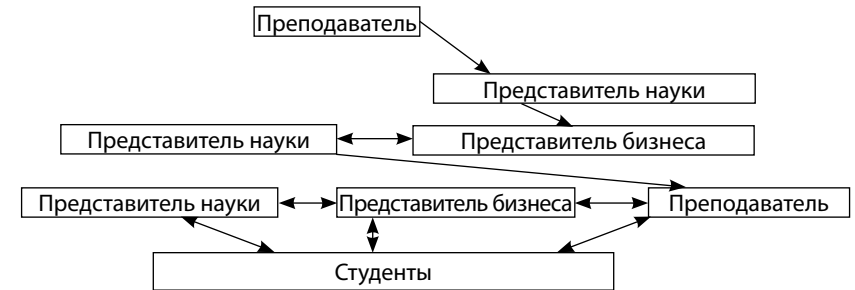 Преподаватель
Представитель науки
Представитель науки
Представитель бизнеса
Представитель науки
Представитель бизнеса
Преподаватель
Студенты